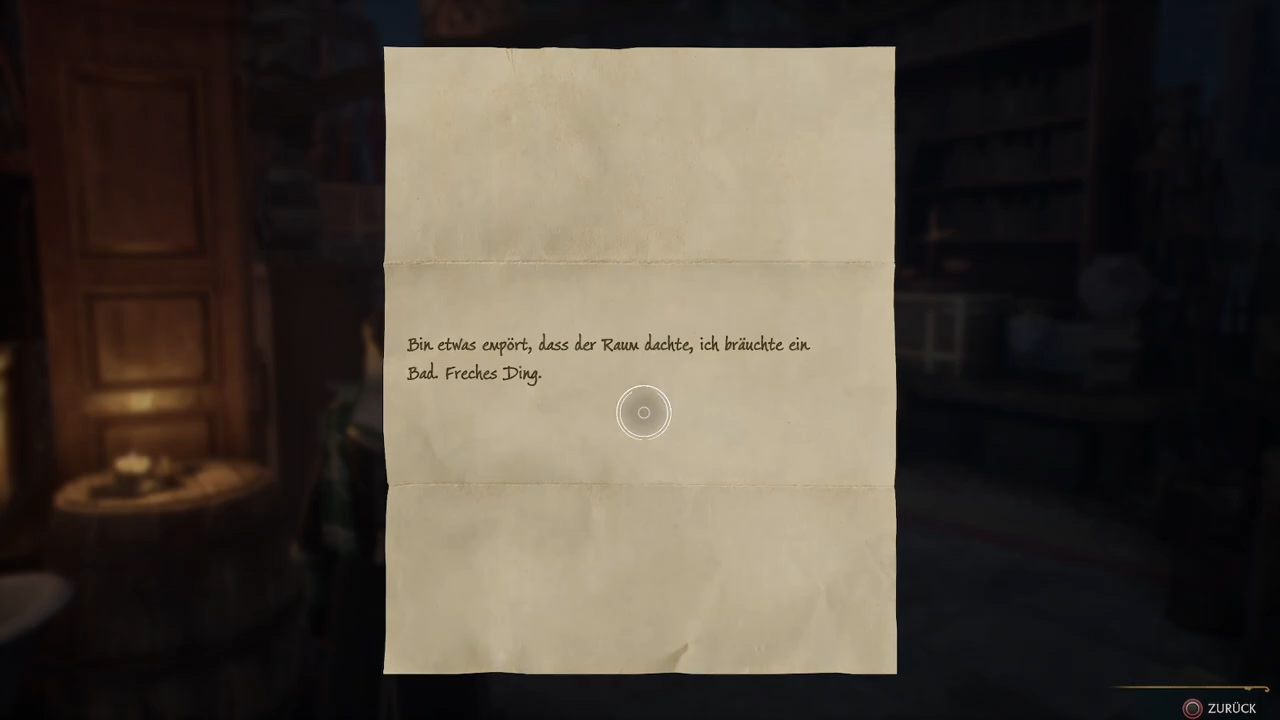 Bin etwas empört, dass der Raum dachte, ich bräuchte ein
Bad. Freches Ding.
ZURÜCK